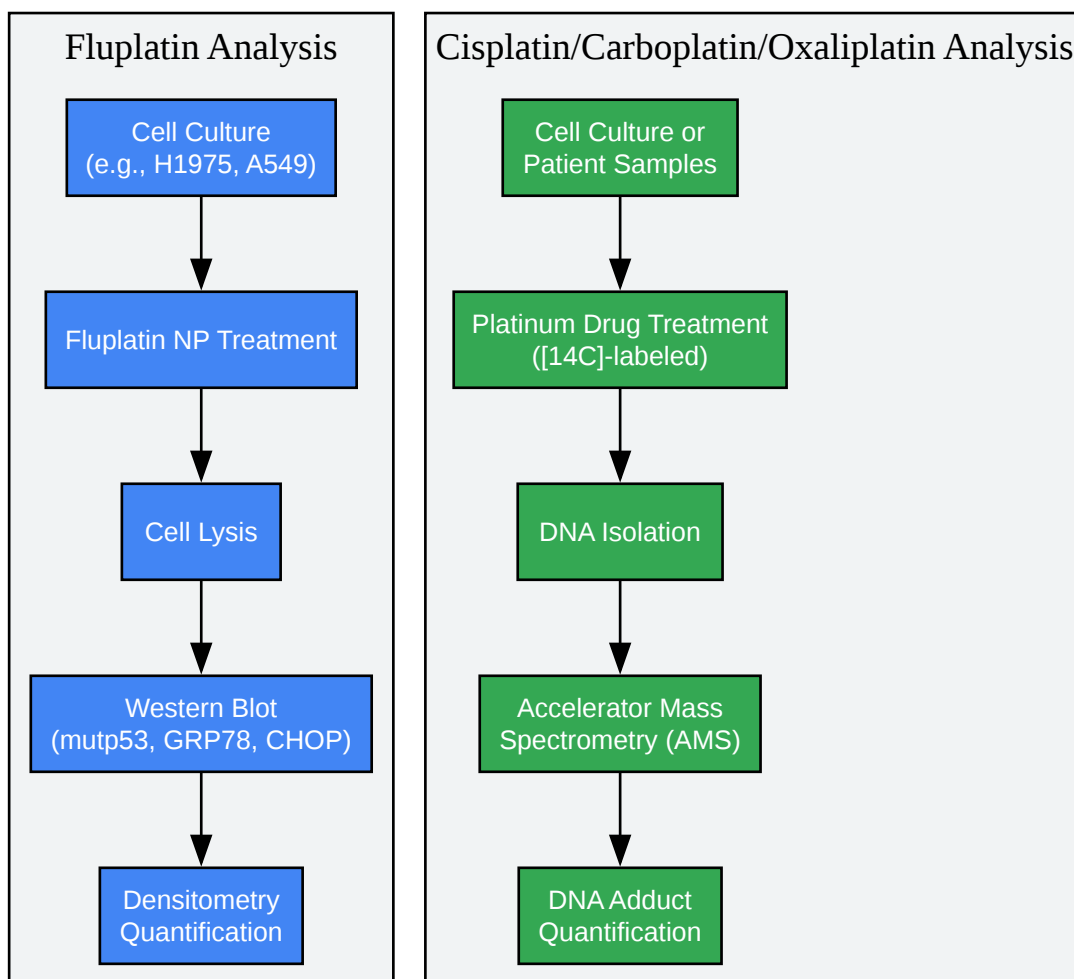 Fluplatin Analysis
Cell Culture
(e.g., H1975, A549)
Fluplatin NP Treatment
Cell Lysis
Western Blot
(mutp53, GRP78, CHOP)
Densitometry
Quantification
Cisplatin/Carboplatin/Oxaliplatin Analysis
Cell Culture or
Patient Samples
Platinum Drug Treatment
([14C]-labeled)
DNA Isolation
Accelerator Mass
Spectrometry (AMS)
DNA Adduct
Quantification